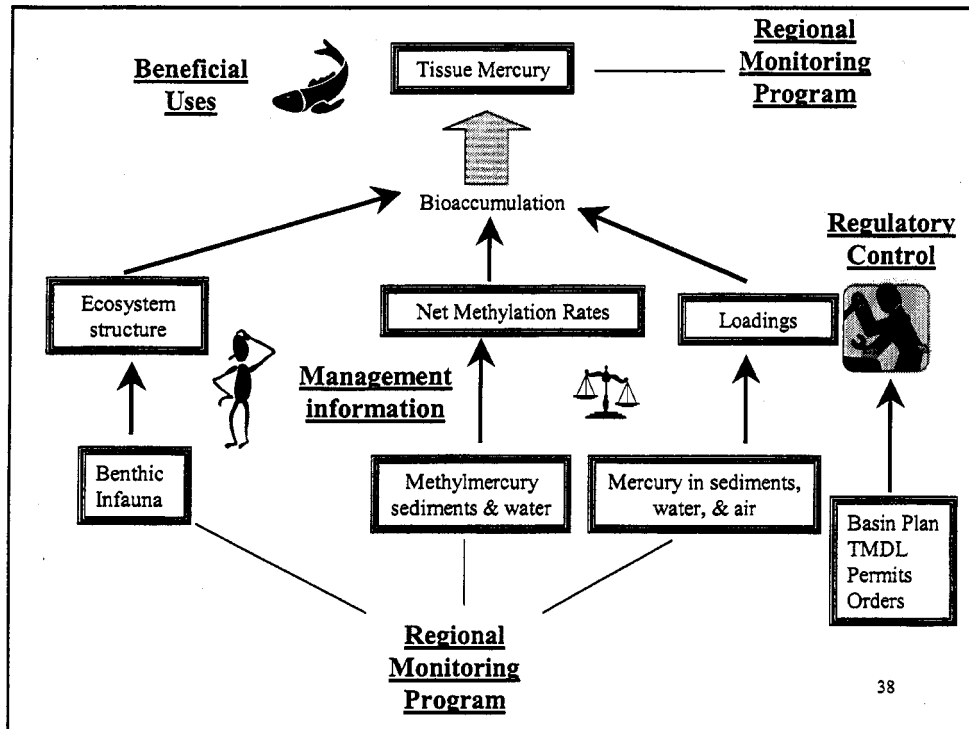 Beneficial
Uses
Tissue Mercury
Regional
Monitoring
Program
Bioaccumulation
Regulatory
Control
Ecosystem
structure
Net Methylation Rates
Loadings
Management
information
Benthic
Infauna
Methylmercury
sediments & water
Mercury in sediments,
water, & air
Basin Plan
TMDL
Permits
Orders
Regional
Monitoring
Program
38